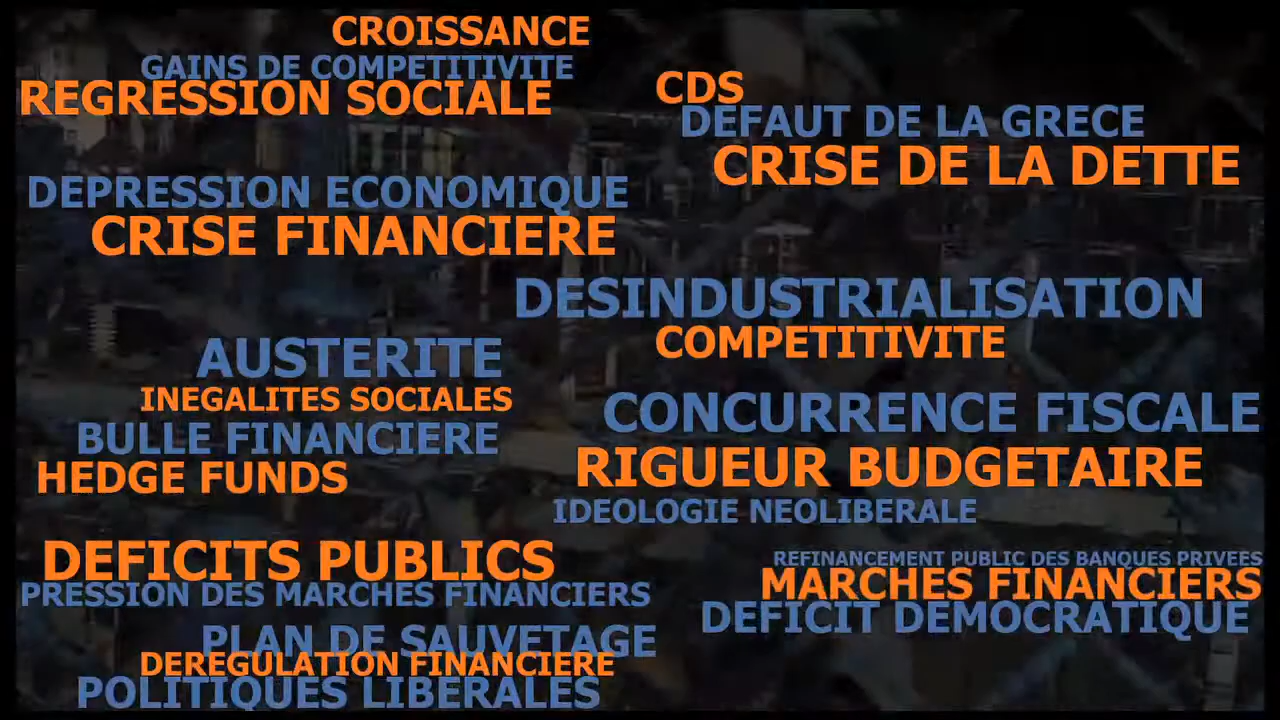 CROISSANCE
GAINS DE COMPETITIVITE
REGRESSION SOCIALE
CDS
DEFAUT DE LA GRECE
CRISE DE LA DETTE
DEPRESSION ECONOMIQUE
CRISE FINANCIERE
DESINDUSTRIALISATION
COMPETITIVITE
AUSTERITE
INEGALITES SOCIALES
BULLE FINANCIERE
HEDGE FUNDS
CONCURRENCE FISCALE
RIGUEUR BUDGETAIRE
IDEOLOGIE NEOLIBERALE
DEFICITS PUBLICS
PRESSION DES MARCHES FINANCIERS
REFINANCEMENT PUBLIC DES BANQUES PRIVEES
MARCHES FINANCIERS
DEFICIT DEMOCRATIQUE
PLAN DE SAUVETAGE
DEREGULATION FINANCIERE
POLITIQUES LIBERALES